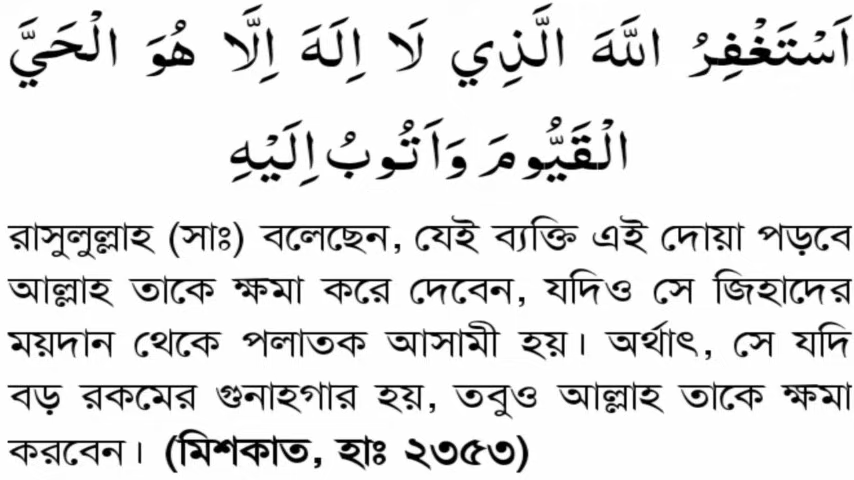 اَسْتَغْفِرُ اللَّهَ الَّذِي لَا اِلَهَ اِلَّا هُوَ الْحَيَّ
الْقَيُّومَ وَاَتُوبُ اِلَيْهِ
রাসুলুল্লাহ (সাঃ) বলেছেন, যেই ব্যক্তি এই দোয়া পড়বে
আল্লাহ তাকে ক্ষমা করে দেবেন, যদিও সে জিহাদের
ময়দান থেকে পলাতক আসামী হয়। অর্থাৎ, সে যদি
বড় রকমের গুনাহগার হয়, তবুও আল্লাহ তাকে ক্ষমা
করবেন। (মিশকাত, হাঃ ২৩৫৩)